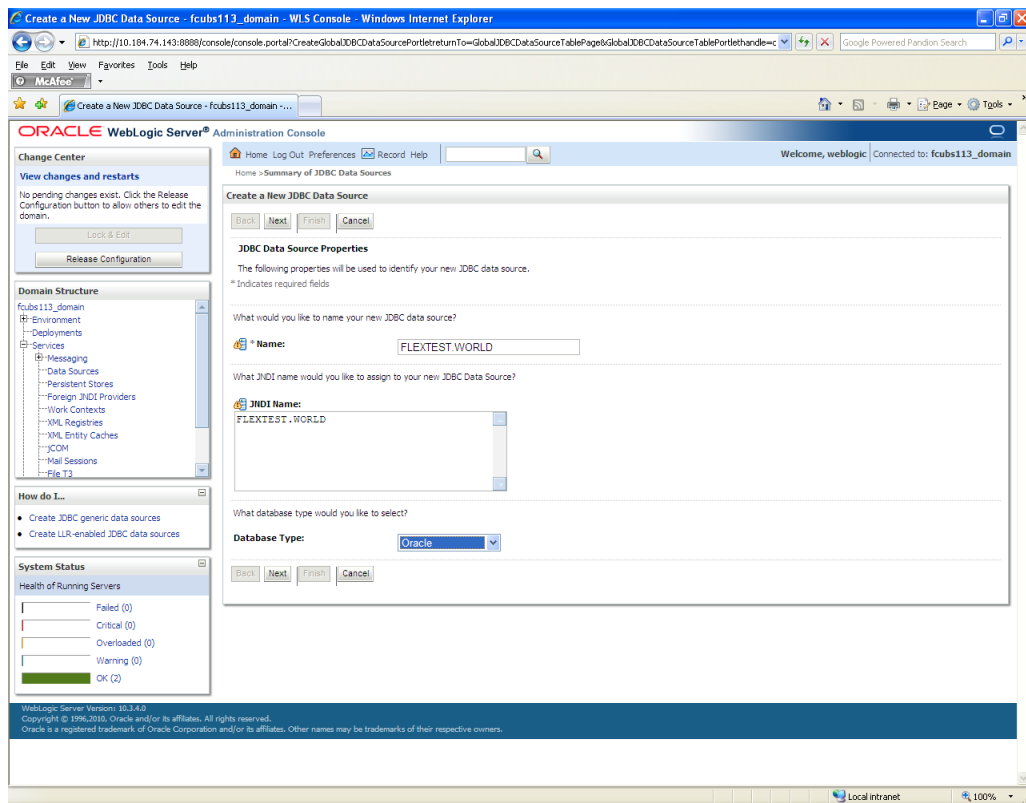 Create a New JDBC Data Source - fcubs113_domain - WLS Console - Windows Internet Explorer
http://10.184.74.143:8888/console/console.portal?CreateGlobalJDBCDataSourcePortletreturnTo=GlobalJDBCDataSourceTablePage&GlobalJDBCDataSourceTablePortlethandle=c
Google Powered Pandion Search
File Edit View Favorites Tools Help
McAfee
Create a New JDBC Data Source - fcubs113_domain -...
Page Tools
ORACLE WebLogic Server® Administration Console
Change Center
View changes and restarts
No pending changes exist. Click the Release
Configuration button to allow others to edit the
domain.
Lock & Edit
Release Configuration
Domain Structure
fcubs113_domain
Environment
Deployments
Services
Messaging
Data Sources
Persistent Stores
Foreign JNDI Providers
Work Contexts
XML Registries
XML Entity Caches
jCOM
Mail Sessions
File T3
How do I...
Create JDBC generic data sources
Create LLR-enabled JDBC data sources
System Status
Health of Running Servers
Failed (0)
Critical (0)
Overloaded (0)
Warning (0)
OK (2)
Home Log Out Preferences Record Help
Welcome, weblogic Connected to: fcubs113_domain
Home >Summary of JDBC Data Sources
Create a New JDBC Data Source
Back Next Finish Cancel
JDBC Data Source Properties
The following properties will be used to identify your new JDBC data source.
* Indicates required fields
What would you like to name your new JDBC data source?
* Name: FLEXTEST.WORLD
What JNDI name would you like to assign to your new JDBC Data Source?
JNDI Name:
FLEXTEST.WORLD
What database type would you like to select?
Database Type: Oracle
Back Next Finish Cancel
WebLogic Server Version: 10.3.4.0
Copyright © 1996,2010, Oracle and/or its affiliates. All rights reserved.
Oracle is a registered trademark of Oracle Corporation and/or its affiliates. Other names may be trademarks of their respective owners.
Local intranet
100%